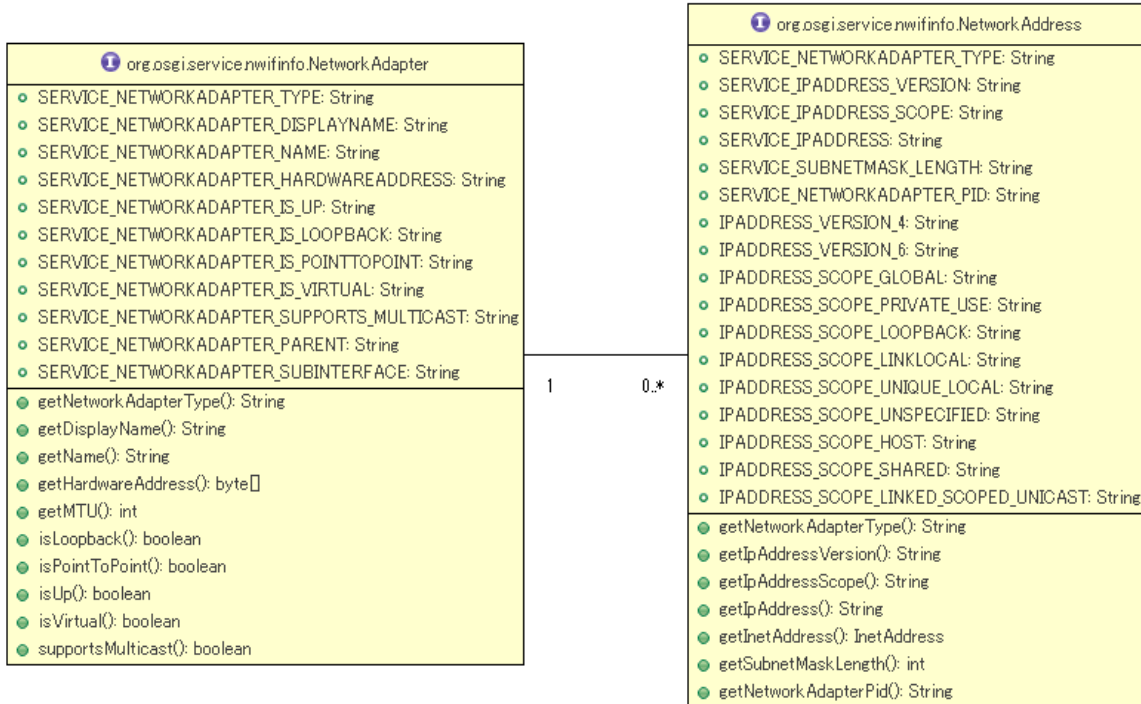 org.osgi.service.nwifinfo.NetworkAdapter
SERVICE_NETWORKADAPTER_TYPE: String
SERVICE_NETWORKADAPTER_DISPLAYNAME: String
SERVICE_NETWORKADAPTER_NAME: String
SERVICE_NETWORKADAPTER_HARDWAREADDRESS: String
SERVICE_NETWORKADAPTER_IS_UP: String
SERVICE_NETWORKADAPTER_IS_LOOPBACK: String
SERVICE_NETWORKADAPTER_IS_POINTTOPOINT: String
SERVICE_NETWORKADAPTER_IS_VIRTUAL: String
SERVICE_NETWORKADAPTER_SUPPORTS_MULTICAST: String
SERVICE_NETWORKADAPTER_PARENT: String
SERVICE_NETWORKADAPTER_SUBINTERFACE: String
getNetworkAdapterType(): String
getDisplayName(): String
getName(): String
getHardwareAddress(): byte[]
getMTU(): int
isLoopback(): boolean
isPointToPoint(): boolean
isUp(): boolean
isVirtual(): boolean
supportsMulticast(): boolean
1 0..*
org.osgi.service.nwifinfo.NetworkAddress
SERVICE_NETWORKADAPTER_TYPE: String
SERVICE_IPADDRESS_VERSION: String
SERVICE_IPADDRESS_SCOPE: String
SERVICE_IPADDRESS: String
SERVICE_SUBNETMASK_LENGTH: String
SERVICE_NETWORKADAPTER_PID: String
IPADDRESS_VERSION_4: String
IPADDRESS_VERSION_6: String
IPADDRESS_SCOPE_GLOBAL: String
IPADDRESS_SCOPE_PRIVATE_USE: String
IPADDRESS_SCOPE_LOOPBACK: String
IPADDRESS_SCOPE_LINKLOCAL: String
IPADDRESS_SCOPE_UNIQUE_LOCAL: String
IPADDRESS_SCOPE_UNSPECIFIED: String
IPADDRESS_SCOPE_HOST: String
IPADDRESS_SCOPE_SHARED: String
IPADDRESS_SCOPE_LINKED_SCOPED_UNICAST: String
getNetworkAdapterType(): String
getIpAddressVersion(): String
getIpAddressScope(): String
getIpAddress(): String
getInetAddress(): InetAddress
getSubnetMaskLength(): int
getNetworkAdapterPid(): String